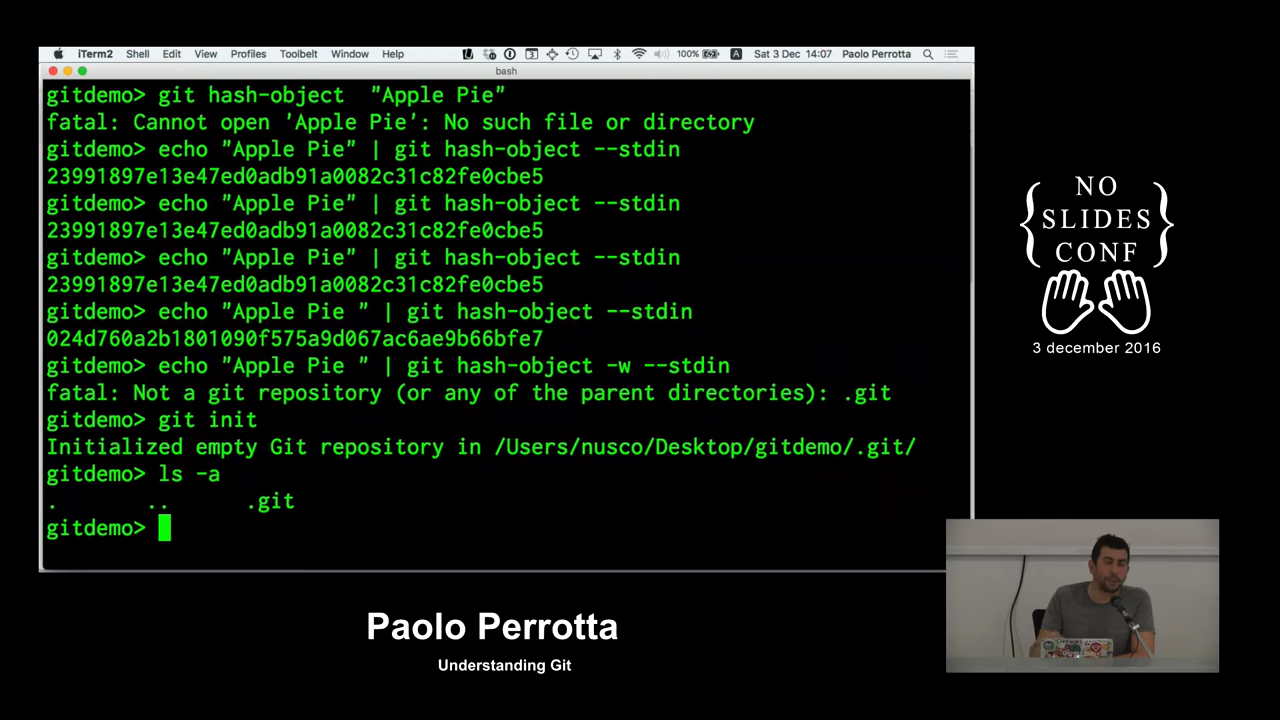 iTerm2 Shell Edit View Profiles Toolbelt Window Help 100% A Sat 3 Dec 14:07 Paolo Perrotta
bash
gitdemo> git hash-object  "Apple Pie"
fatal: Cannot open 'Apple Pie': No such file or directory
gitdemo> echo "Apple Pie" | git hash-object --stdin
23991897e13e47ed0adb91a0082c31c82fe0cbe5
gitdemo> echo "Apple Pie" | git hash-object --stdin
23991897e13e47ed0adb91a0082c31c82fe0cbe5
gitdemo> echo "Apple Pie" | git hash-object --stdin
23991897e13e47ed0adb91a0082c31c82fe0cbe5
gitdemo> echo "Apple Pie " | git hash-object --stdin
024d760a2b1801090f575a9d067ac6ae9b66bfe7
gitdemo> echo "Apple Pie " | git hash-object -w --stdin
fatal: Not a git repository (or any of the parent directories): .git
gitdemo> git init
Initialized empty Git repository in /Users/nusco/Desktop/gitdemo/.git/
gitdemo> ls -a
. .. .git
gitdemo>
{ NO
SLIDES
CONF }
3 december 2016
Paolo Perrotta
Understanding Git